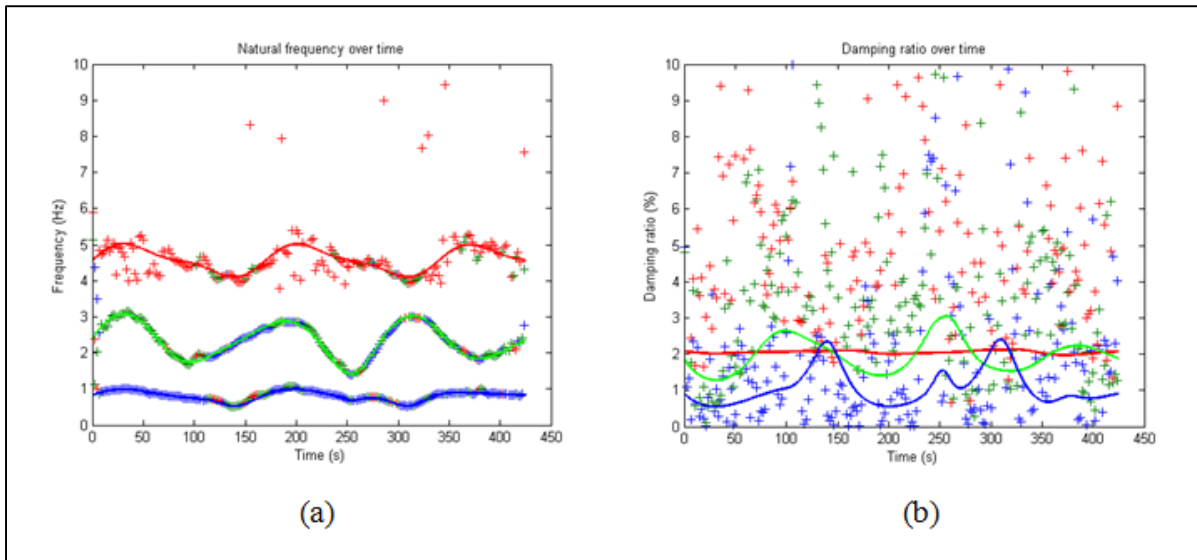 Natural frequency over time
10
9
8
7
6
5
4
3
2
1
0
Frequency (Hz)
0 50 100 150 200 250 300 350 400 450
Time (s)
(a)
Damping ratio over time
10
9
8
7
6
5
4
3
2
1
0
Damping ratio (%)
0 50 100 150 200 250 300 350 400 450
Time (s)
(b)